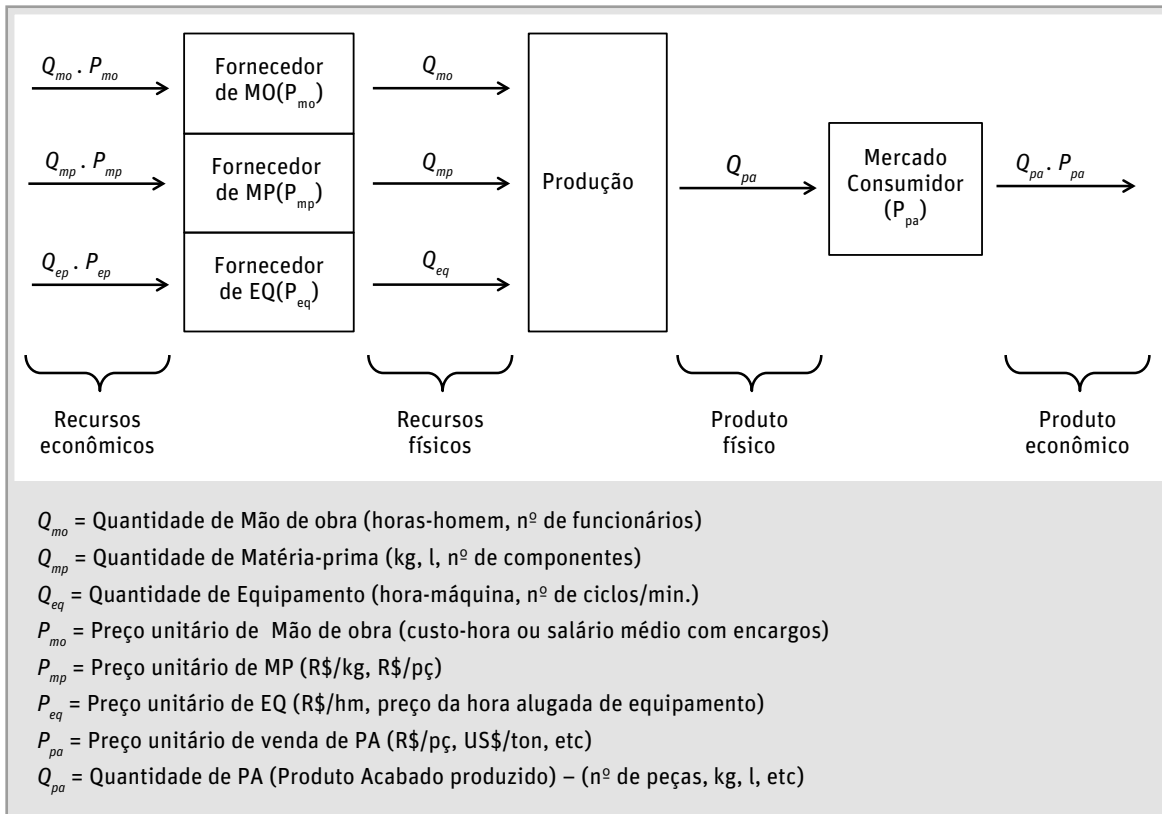 Q_mo . P_mo
Fornecedor
de MO(P_mo)
Q_mo
Q_mp . P_mp
Fornecedor
de MP(P_mp)
Q_mp
Q_ep . P_ep
Fornecedor
de EQ(P_eq)
Q_eq
Produção
Q_pa
Mercado
Consumidor
(P_pa)
Q_pa . P_pa
Recursos
econômicos
Recursos
físicos
Produto
físico
Produto
econômico
Q_mo = Quantidade de Mão de obra (horas-homem, nº de funcionários)
Q_mp = Quantidade de Matéria-prima (kg, l, nº de componentes)
Q_eq = Quantidade de Equipamento (hora-máquina, nº de ciclos/min.)
P_mo = Preço unitário de Mão de obra (custo-hora ou salário médio com encargos)
P_mp = Preço unitário de MP (R$/kg, R$/pç)
P_eq = Preço unitário de EQ (R$/hm, preço da hora alugada de equipamento)
P_pa = Preço unitário de venda de PA (R$/pç, US$/ton, etc)
Q_pa = Quantidade de PA (Produto Acabado produzido) – (nº de peças, kg, l, etc)